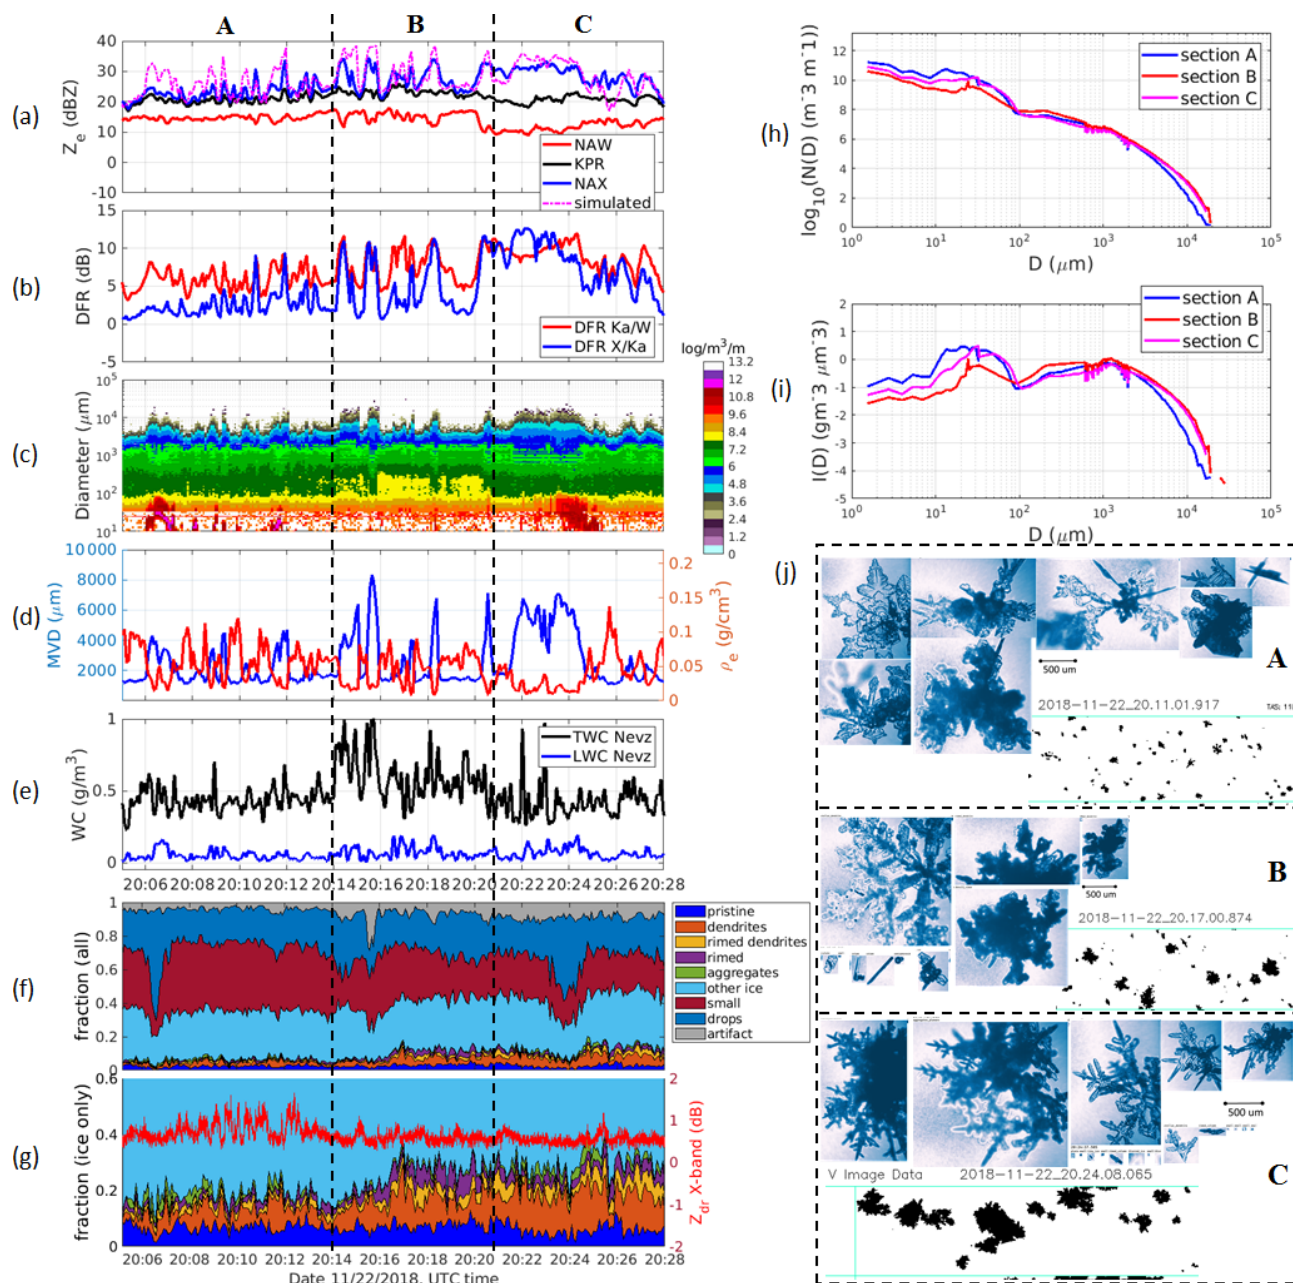 A
B
C
(a)
Z_e (dBZ)
40
30
20
10
0
-10
NAW
KPR
NAX
simulated
(b)
DFR (dB)
15
10
5
0
-5
DFR Ka/W
DFR X/Ka
(c)
Diameter (μm)
10^5
10^4
10^3
10^2
10^1
log/m^3/m
13.2
12
10.8
9.6
8.4
7.2
6
4.8
3.6
2.4
1.2
0
(d)
MVD (μm)
10 000
8000
6000
4000
2000
0.2
0.15
0.1
0.05
0
ρ_e (g/cm^3)
(e)
WC (g/m^3)
1
0.5
0
TWC Nevz
LWC Nevz
20:06 20:08 20:10 20:12 20:14 20:16 20:18 20:20 20:22 20:24 20:26 20:28
(f)
fraction (all)
1
0.8
0.6
0.4
0.2
0
pristine
dendrites
rimed dendrites
rimed
aggregates
other ice
small
drops
artifact
(g)
fraction (ice only)
0.6
0.4
0.2
0
2
1
0
-1
-2
Z_dr X-band (dB)
20:06 20:08 20:10 20:12 20:14 20:16 20:18 20:20 20:22 20:24 20:26 20:28
Date 11/22/2018, UTC time
(h)
log_10(N(D) (m^-3 m^-1))
12
10
8
6
4
2
0
section A
section B
section C
10^0 10^1 10^2 10^3 10^4 10^5
D (μm)
(i)
I(D) (gm^-3 μm^-3)
2
1
0
-1
-2
-3
-4
-5
section A
section B
section C
10^0 10^1 10^2 10^3 10^4 10^5
D (μm)
(j)
500 um
A
2018-11-22_20.11.01.917
TAS: 11
500 um
B
2018-11-22_20.17.00.874
500 um
V Image Data 2018-11-22_20.24.08.065
C